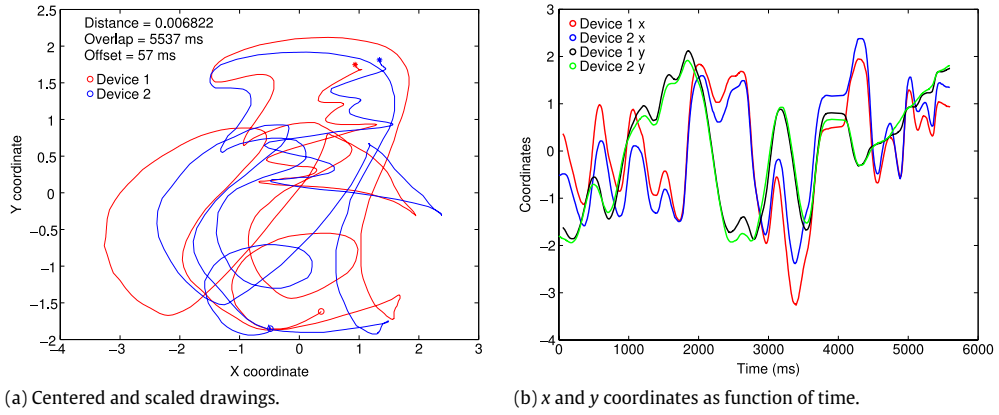 Distance = 0.006822
Overlap = 5537 ms
Offset = 57 ms
Device 1
Device 2
2.5
2
1.5
1
0.5
0
−0.5
−1
−1.5
−2
−4
−3
−2
−1
0
1
2
3
Y coordinate
X coordinate
(a) Centered and scaled drawings.
Device 1 x
Device 2 x
Device 1 y
Device 2 y
3
2
1
0
−1
−2
−3
−4
0
1000
2000
3000
4000
5000
6000
Coordinates
Time (ms)
(b) x and y coordinates as function of time.